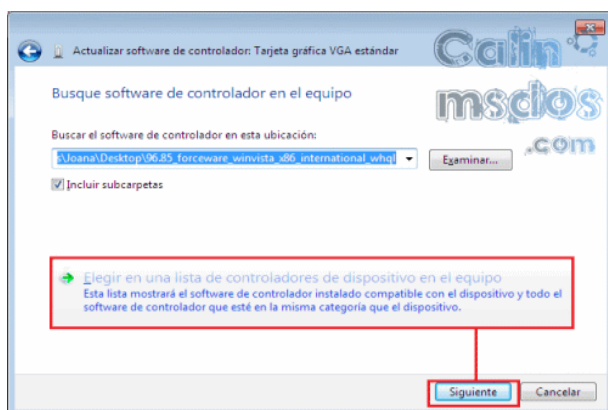 Actualizar software de controlador: Tarjeta gráfica VGA estándar
Calin
msdos
.com
Busque software de controlador en el equipo
Buscar el software de controlador en esta ubicación:
s\Joana\Desktop\96.85_forceware_winvista_x86_international_whql
Examinar...
Incluir subcarpetas
Elegir en una lista de controladores de dispositivo en el equipo
Esta lista mostrará el software de controlador instalado compatible con el dispositivo y todo el
software de controlador que esté en la misma categoría que el dispositivo.
Siguiente
Cancelar